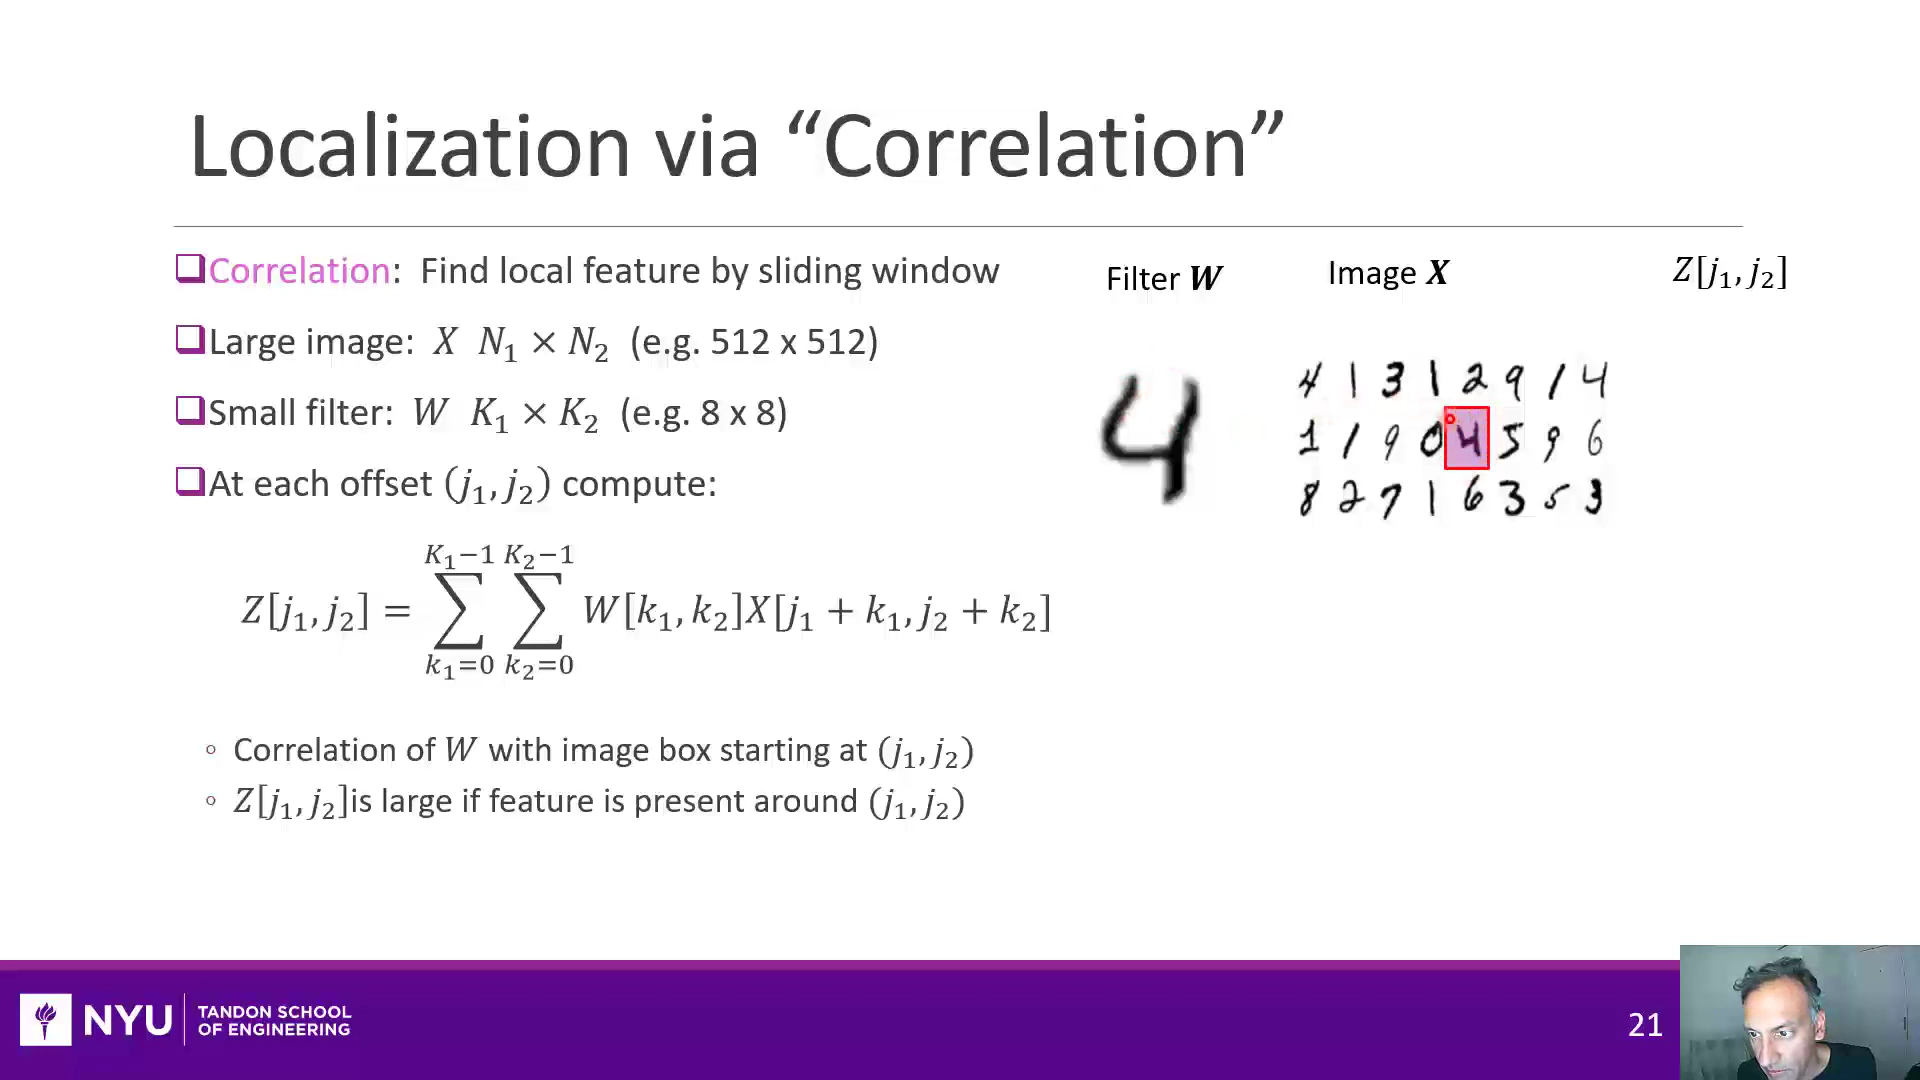 Localization via “Correlation”
❑Correlation: Find local feature by sliding window
❑Large image: X N₁ × N₂ (e.g. 512 x 512)
❑Small filter: W K₁ × K₂ (e.g. 8 x 8)
❑At each offset (j₁, j₂) compute:
Z[j₁, j₂] = ∑_{k₁=0}^{K₁−1} ∑_{k₂=0}^{K₂−1} W[k₁, k₂]X[j₁ + k₁, j₂ + k₂]
◦ Correlation of W with image box starting at (j₁, j₂)
◦ Z[j₁, j₂]is large if feature is present around (j₁, j₂)
Filter W
Image X
Z[j₁, j₂]
4
4 1 3 1 2 9 1 4
1 1 9 0 4 5 9 6
8 2 7 1 6 3 5 3
NYU
TANDON SCHOOL
OF ENGINEERING
21